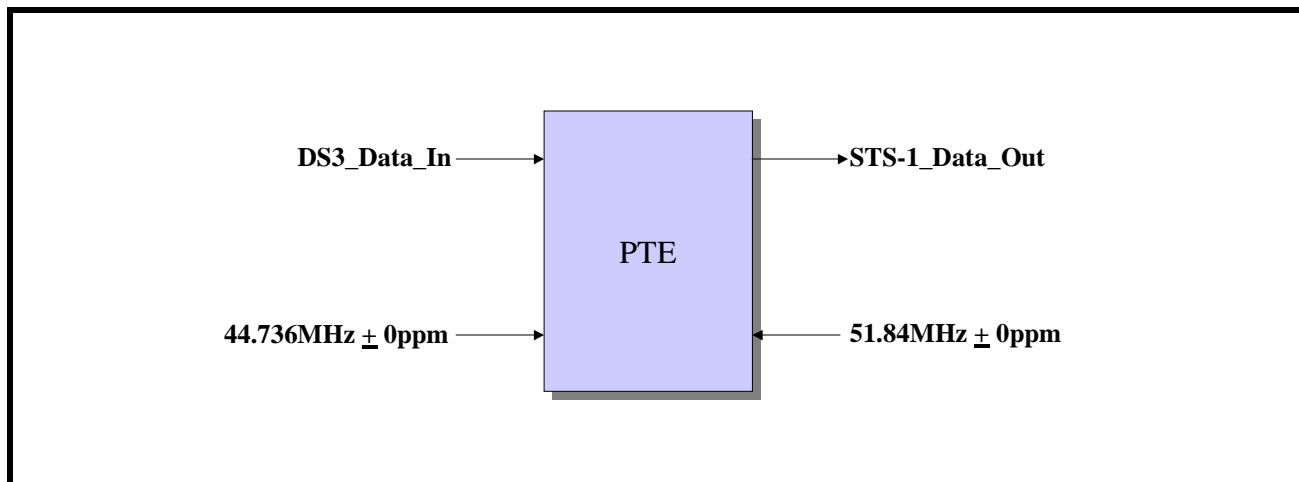 DS3_Data_In
STS-1_Data_Out
PTE
44.736MHz ± 0ppm
51.84MHz ± 0ppm